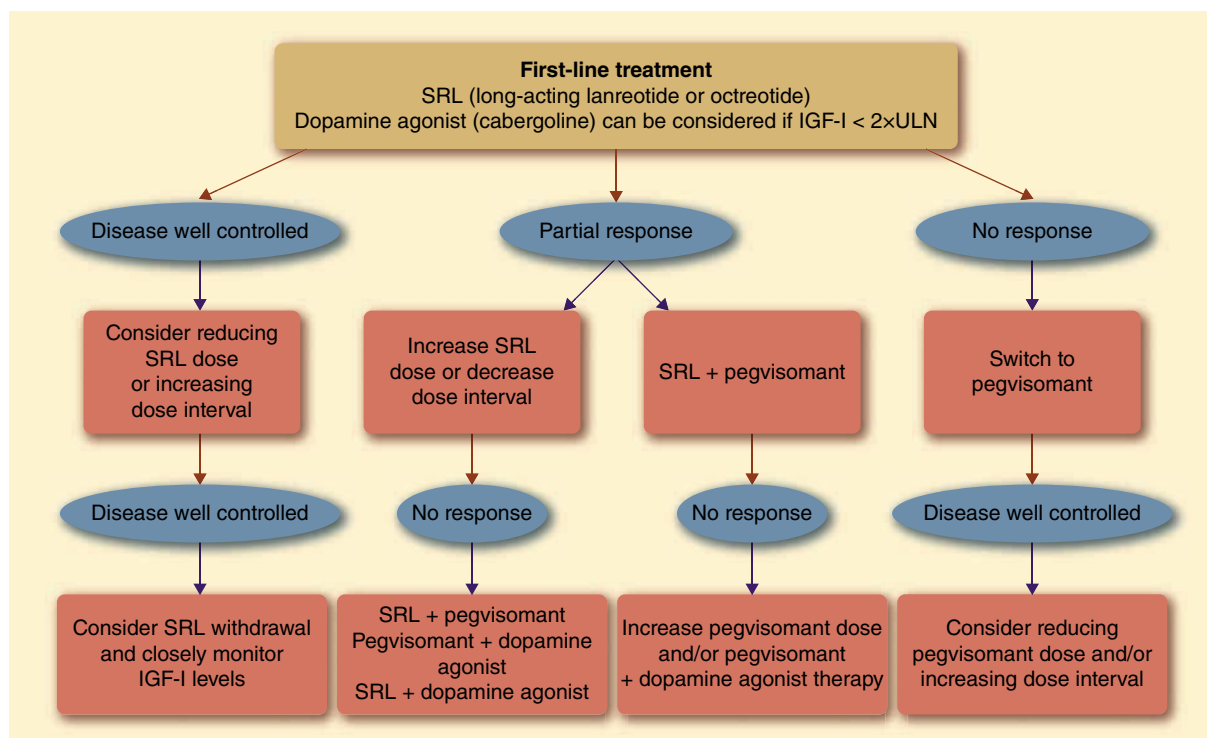 First-line treatment
SRL (long-acting lanreotide or octreotide)
Dopamine agonist (cabergoline) can be considered if IGF-I < 2×ULN
Disease well controlled
Partial response
No response
Consider reducing
SRL dose
or increasing
dose interval
Increase SRL
dose or decrease
dose interval
SRL + pegvisomant
Switch to
pegvisomant
Disease well controlled
No response
No response
Disease well controlled
Consider SRL withdrawal
and closely monitor
IGF-I levels
SRL + pegvisomant
Pegvisomant + dopamine
agonist
SRL + dopamine agonist
Increase pegvisomant dose
and/or pegvisomant
+ dopamine agonist therapy
Consider reducing
pegvisomant dose and/or
increasing dose interval